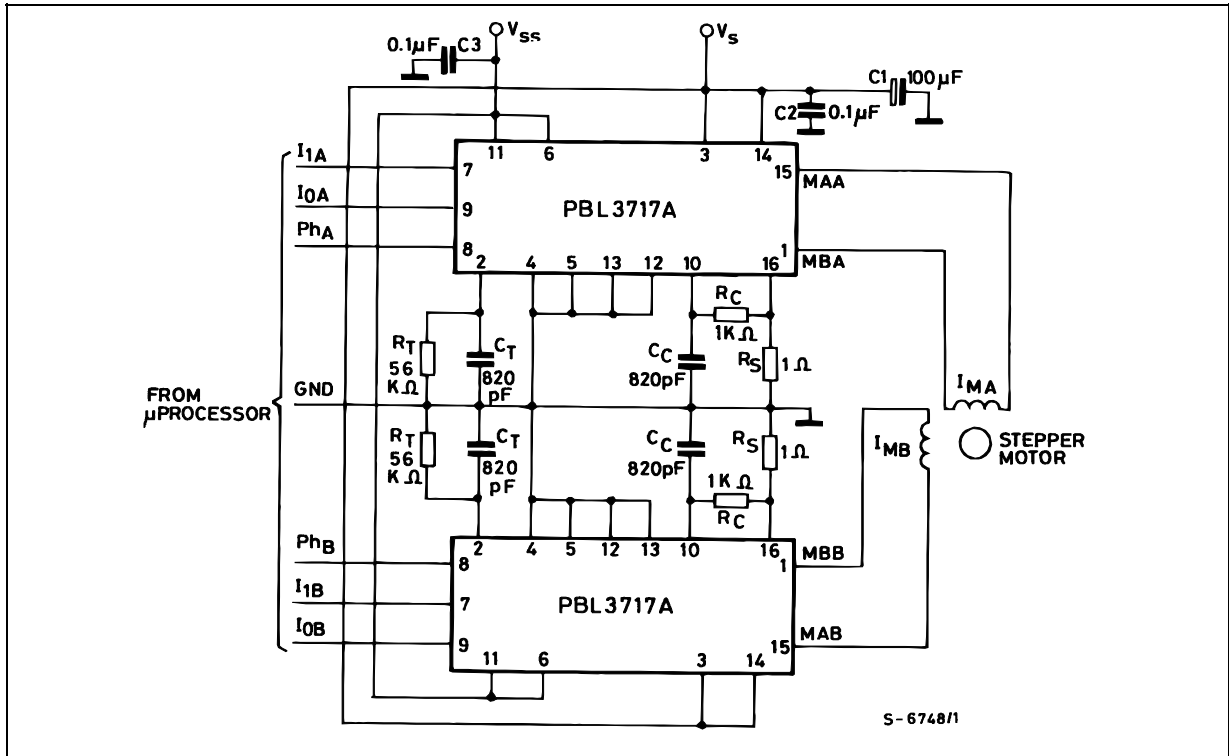 VSS
VS
0.1µF C3
C1 100µF
C2 0.1µF
11 6 3 14
I1A 7 15 MAA
I0A 9 PBL3717A
PhA 8 1 MBA
2 4 5 13 12 10 16
RC
1KΩ
RT 56 KΩ
CT 820 pF
CC 820pF
RS 1Ω
IMA
FROM µPROCESSOR
GND
STEPPER MOTOR
IMB
RT 56 KΩ
CT 820 pF
CC 820pF
RS 1Ω
1KΩ
RC
2 4 5 12 13 10 16
PhB 8 1 MBB
I1B 7 PBL3717A
I0B 9 15 MAB
11 6 3 14
S-6748/1